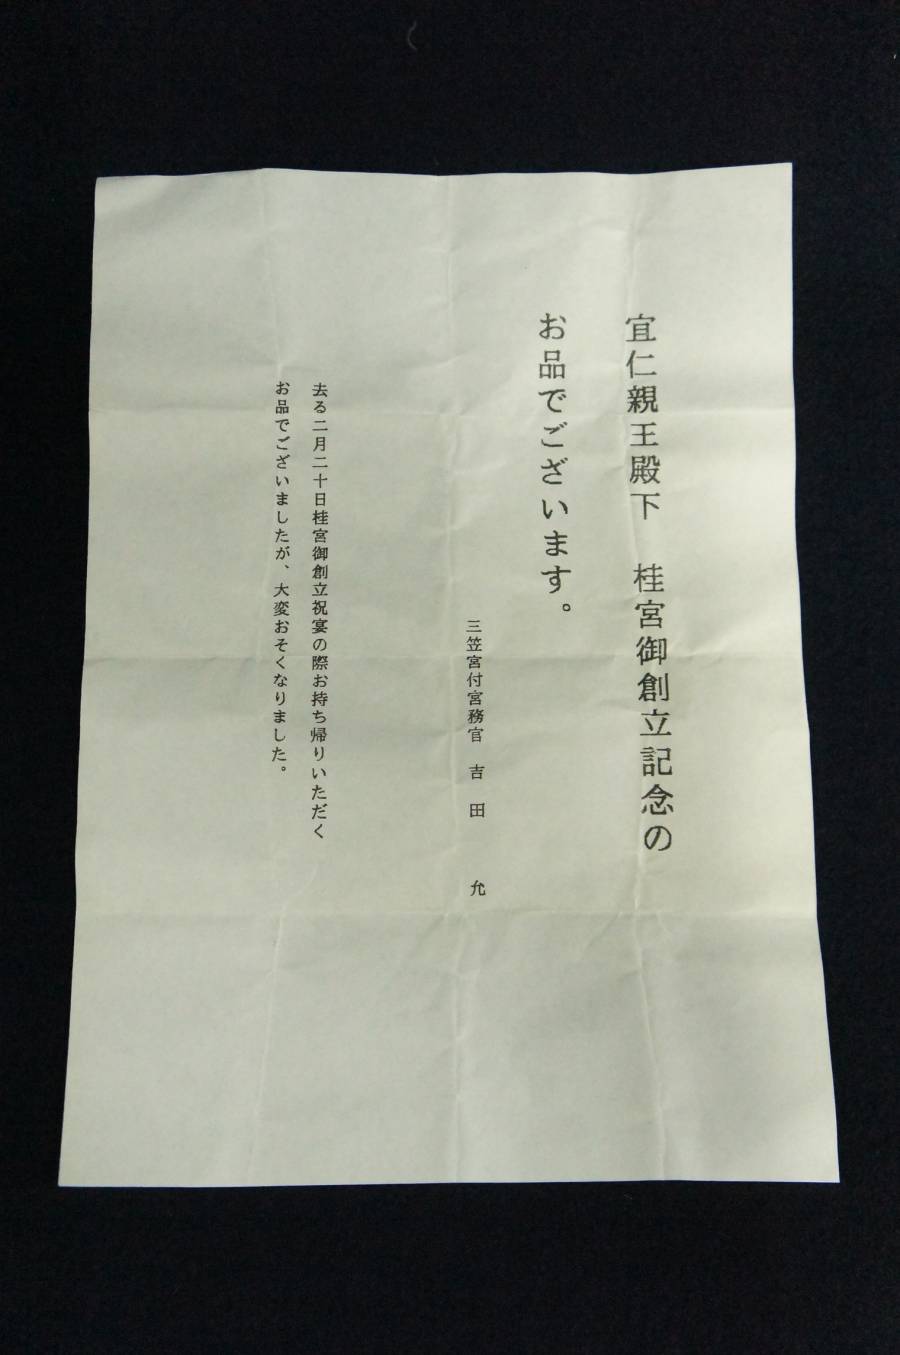 宜仁親王殿下　桂宮御創立記念の
お品でございます。
三笠宮付宮務官　吉　田　　允
去る二月二十日桂宮御創立祝宴の際お持ち帰りいただく
お品でございましたが、大変おそくなりました。